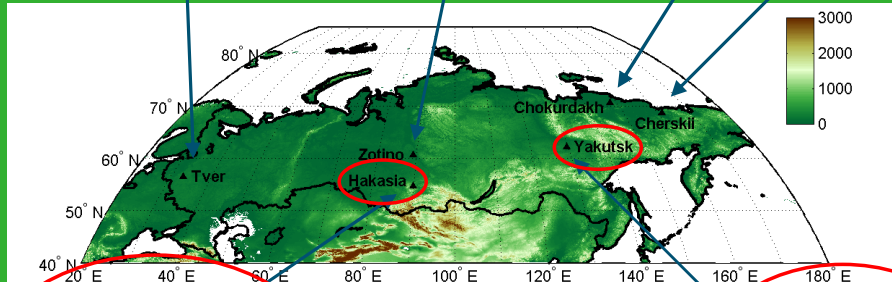 3000
2000
1000
0
80° N
70° N
60° N
50° N
40° N
Chokurdakh
Cherskii
Zotino
Yakutsk
Tver
Hakasia
20° E
40° E
60° E
80° E
100° E
120° E
140° E
160° E
180° E